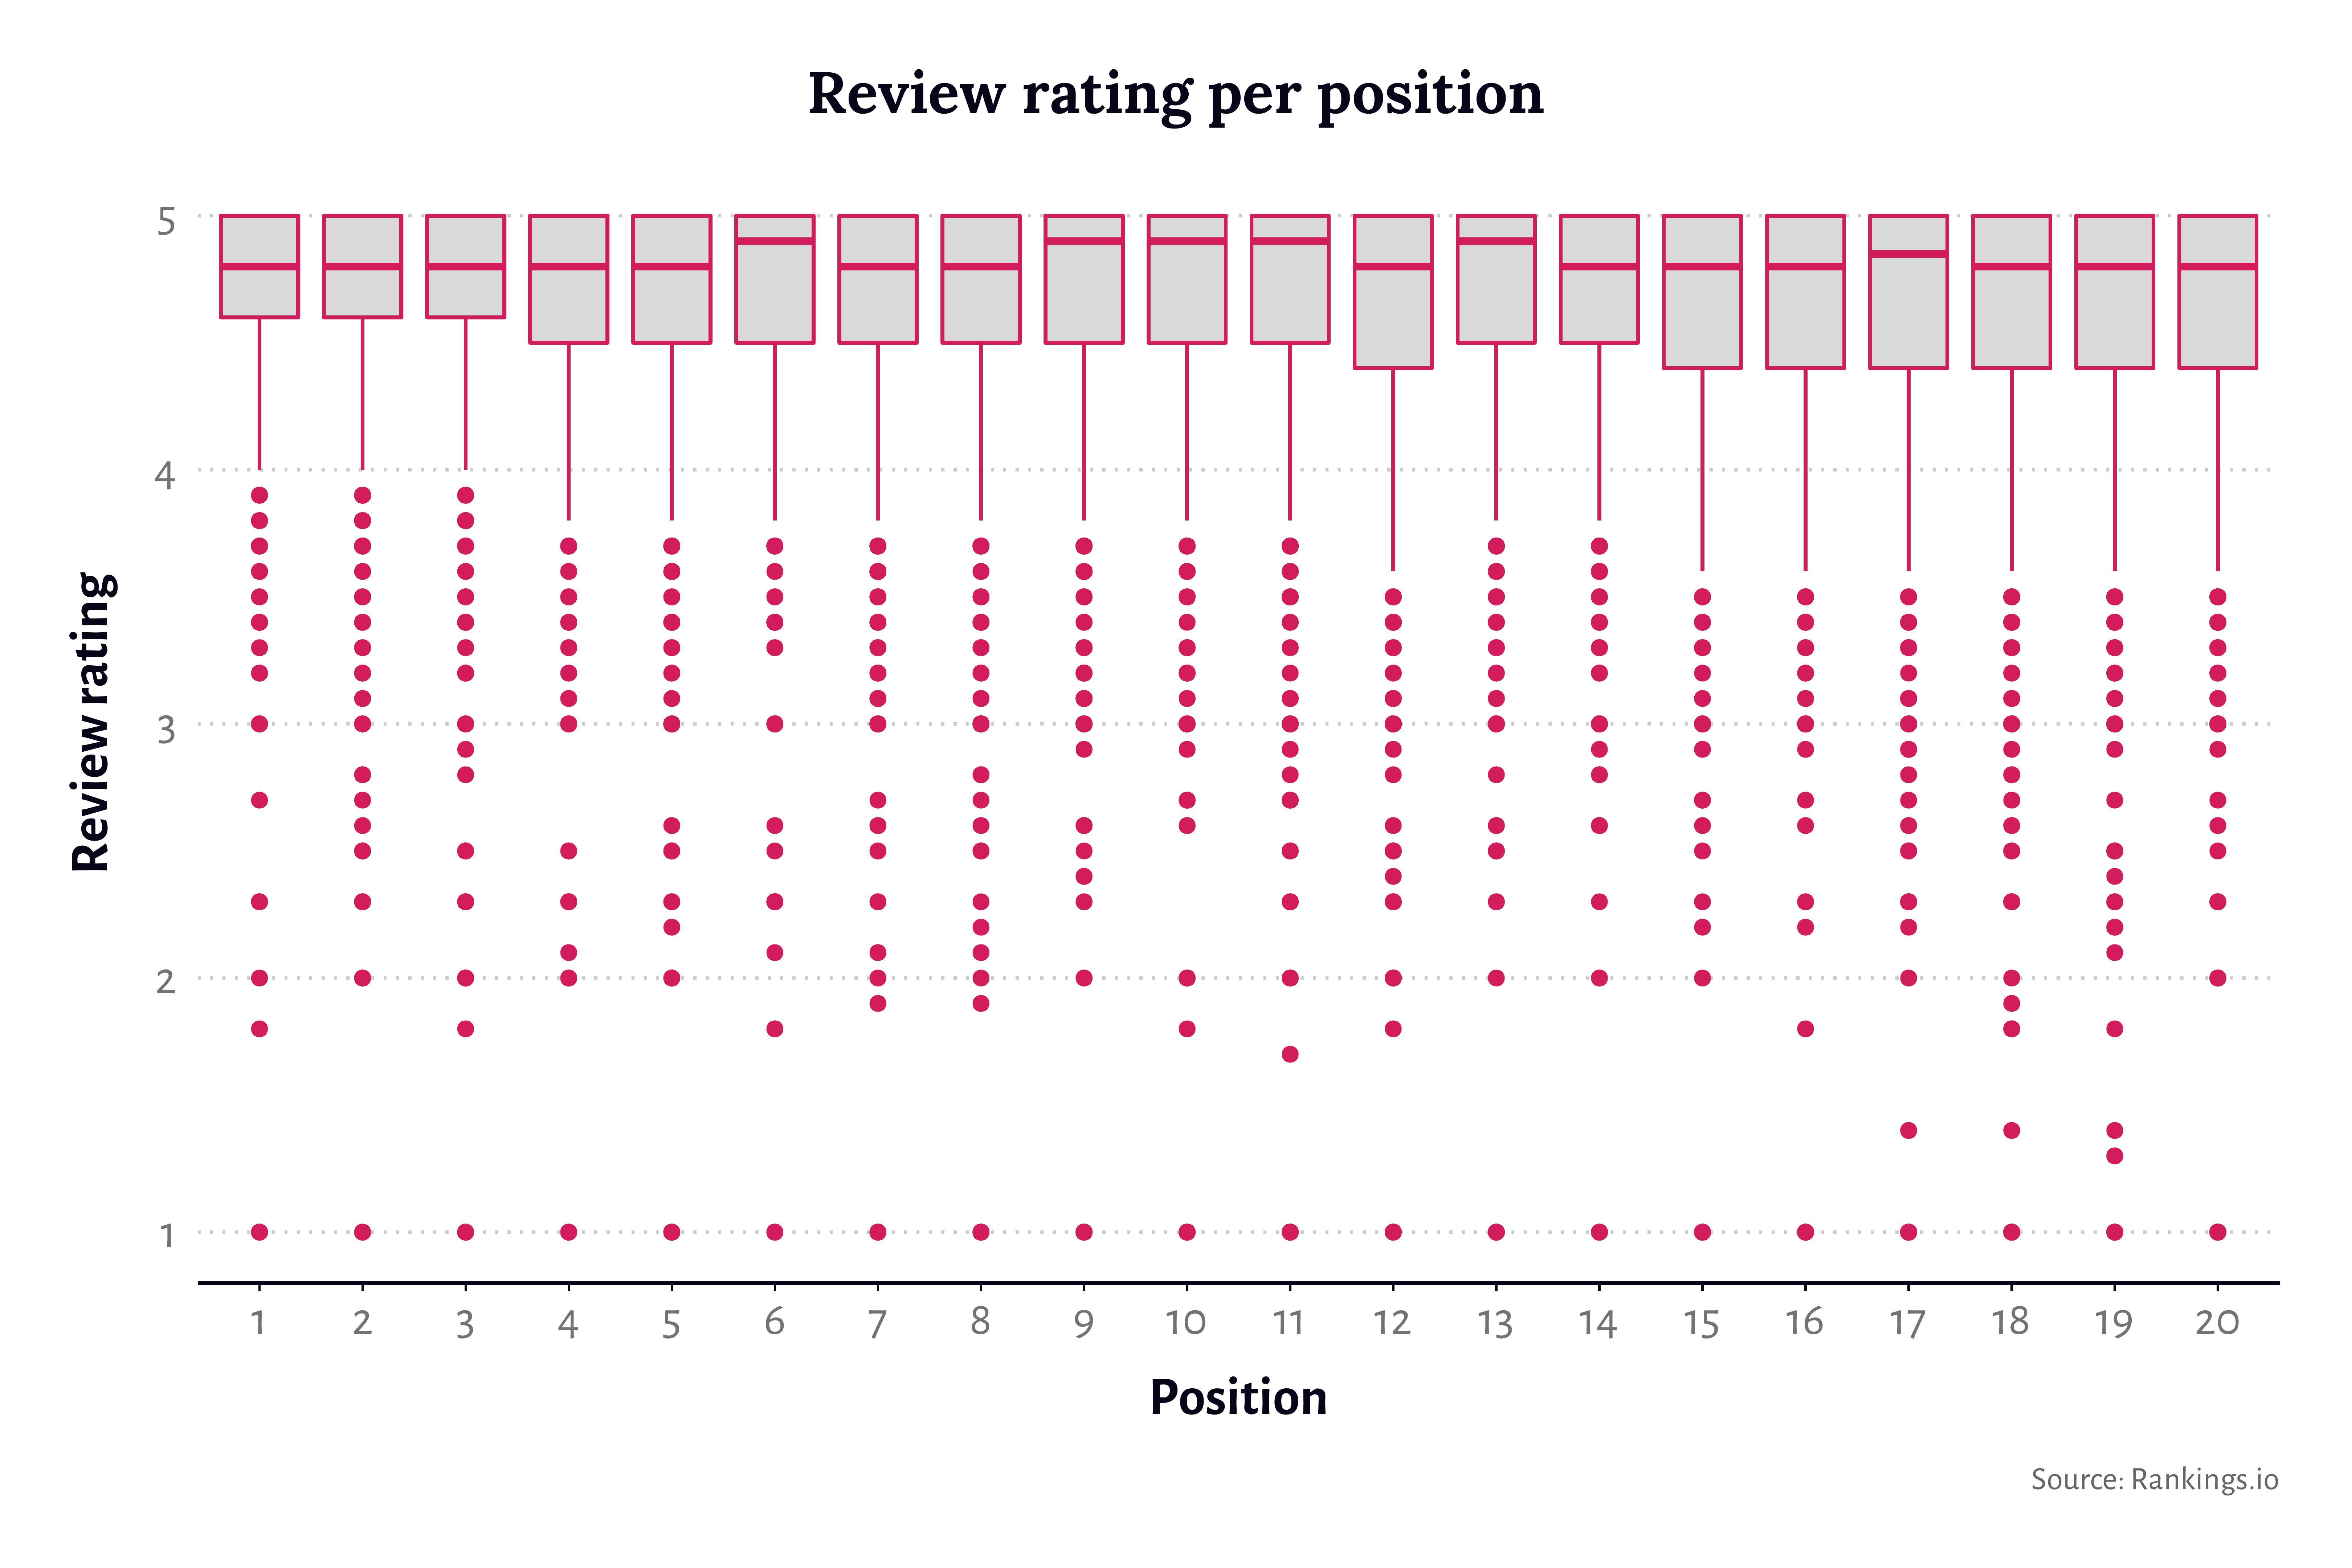 Review rating per position
Review rating
5
4
3
2
1
1 2 3 4 5 6 7 8 9 10 11 12 13 14 15 16 17 18 19 20
Position
Source: Rankings.io